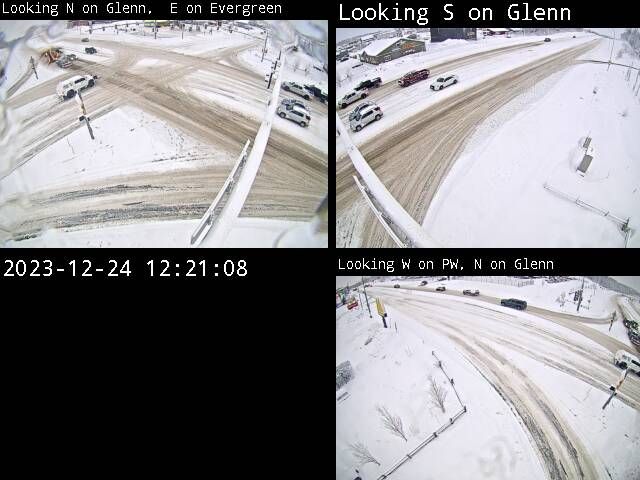 Looking N on Glenn,  E on Evergreen
Looking S on Glenn
2023-12-24 12:21:08
Looking W on PW, N on Glenn